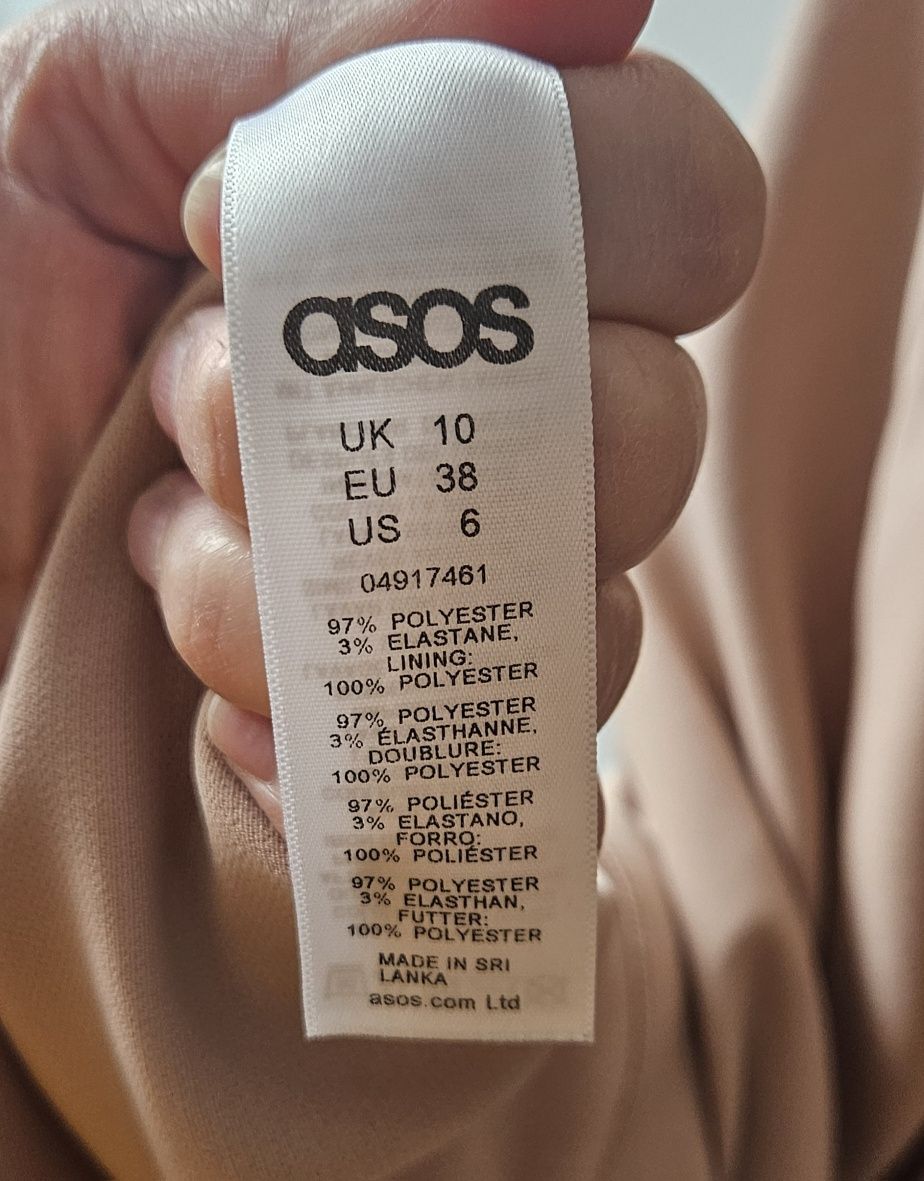 asos
UK 10
EU 38
US 6
04917461
97% POLYESTER
3% ELASTANE,
LINING:
100% POLYESTER
97% POLYESTER
3% ÉLASTHANNE,
DOUBLURE:
100% POLYESTER
97% POLIÉSTER
3% ELASTANO,
FORRO:
100% POLIÉSTER
97% POLYESTER
3% ELASTHAN,
FUTTER:
100% POLYESTER
MADE IN SRI
LANKA
asos.com Ltd